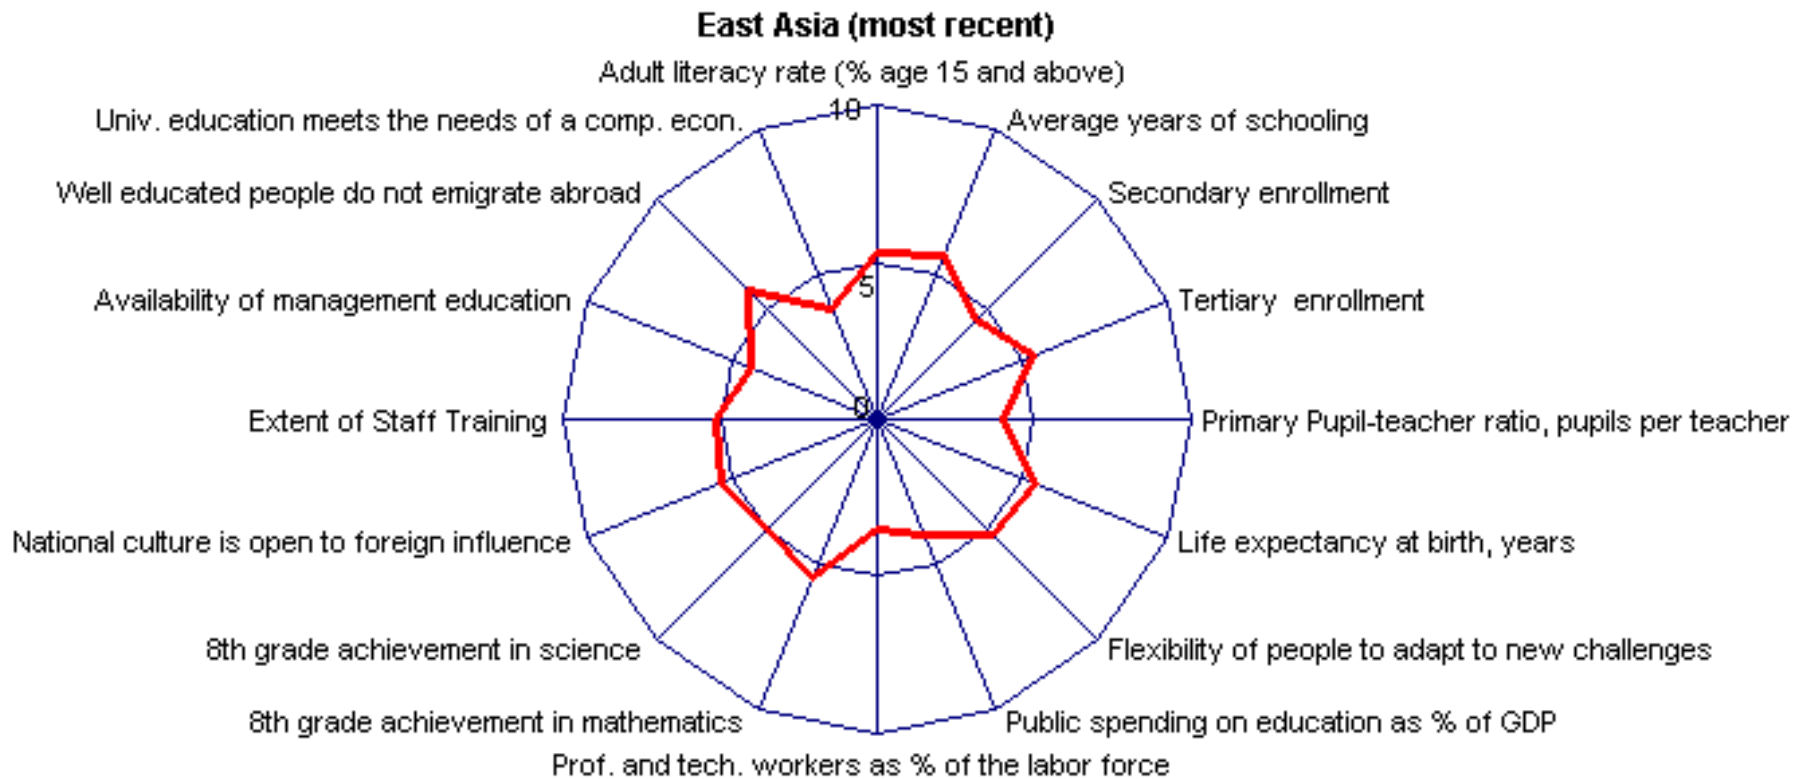 East Asia (most recent)
Adult literacy rate (% age 15 and above)
10
Univ. education meets the needs of a comp. econ.
Average years of schooling
Well educated people do not emigrate abroad
Secondary enrollment
5
Availability of management education
Tertiary  enrollment
0
Extent of Staff Training
Primary Pupil-teacher ratio, pupils per teacher
National culture is open to foreign influence
Life expectancy at birth, years
8th grade achievement in science
Flexibility of people to adapt to new challenges
8th grade achievement in mathematics
Public spending on education as % of GDP
Prof. and tech. workers as % of the labor force